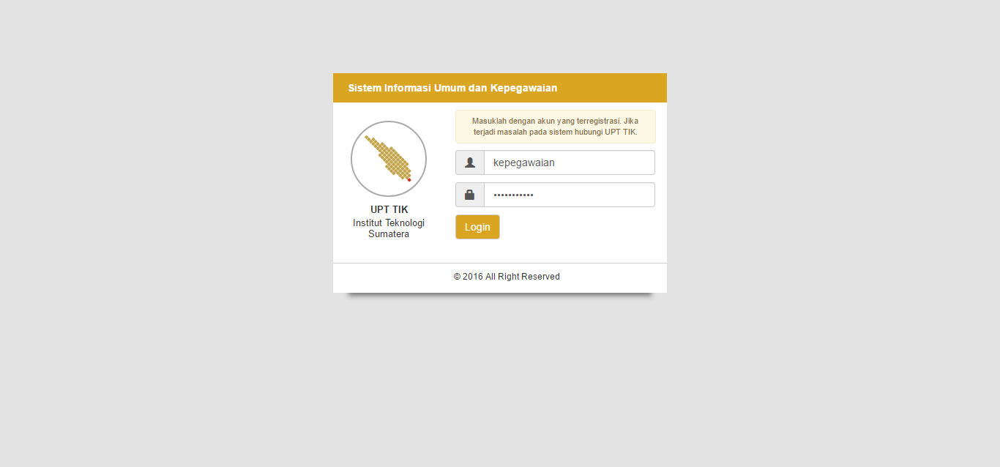 Sistem Informasi Umum dan Kepegawaian
Masuklah dengan akun yang terregistrasi. Jika
terjadi masalah pada sistem hubungi UPT TIK.
kepegawaian
•••••••••••
Login
UPT TIK
Institut Teknologi
Sumatera
© 2016 All Right Reserved